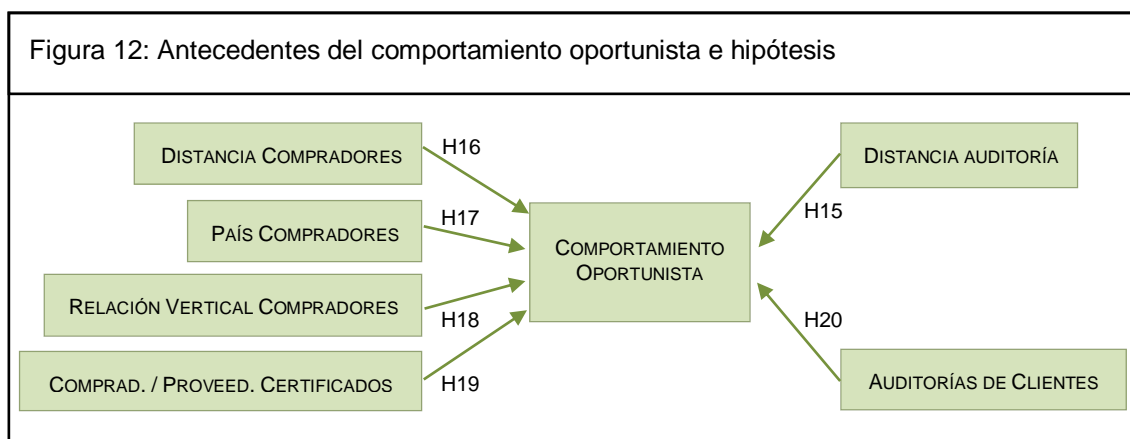 Figura 12: Antecedentes del comportamiento oportunista e hipótesis
DISTANCIA COMPRADORES
H16
DISTANCIA AUDITORÍA
H15
PAÍS COMPRADORES
H17
COMPORTAMIENTO
OPORTUNISTA
RELACIÓN VERTICAL COMPRADORES
H18
H20
COMPRAD. / PROVEED. CERTIFICADOS
H19
AUDITORÍAS DE CLIENTES